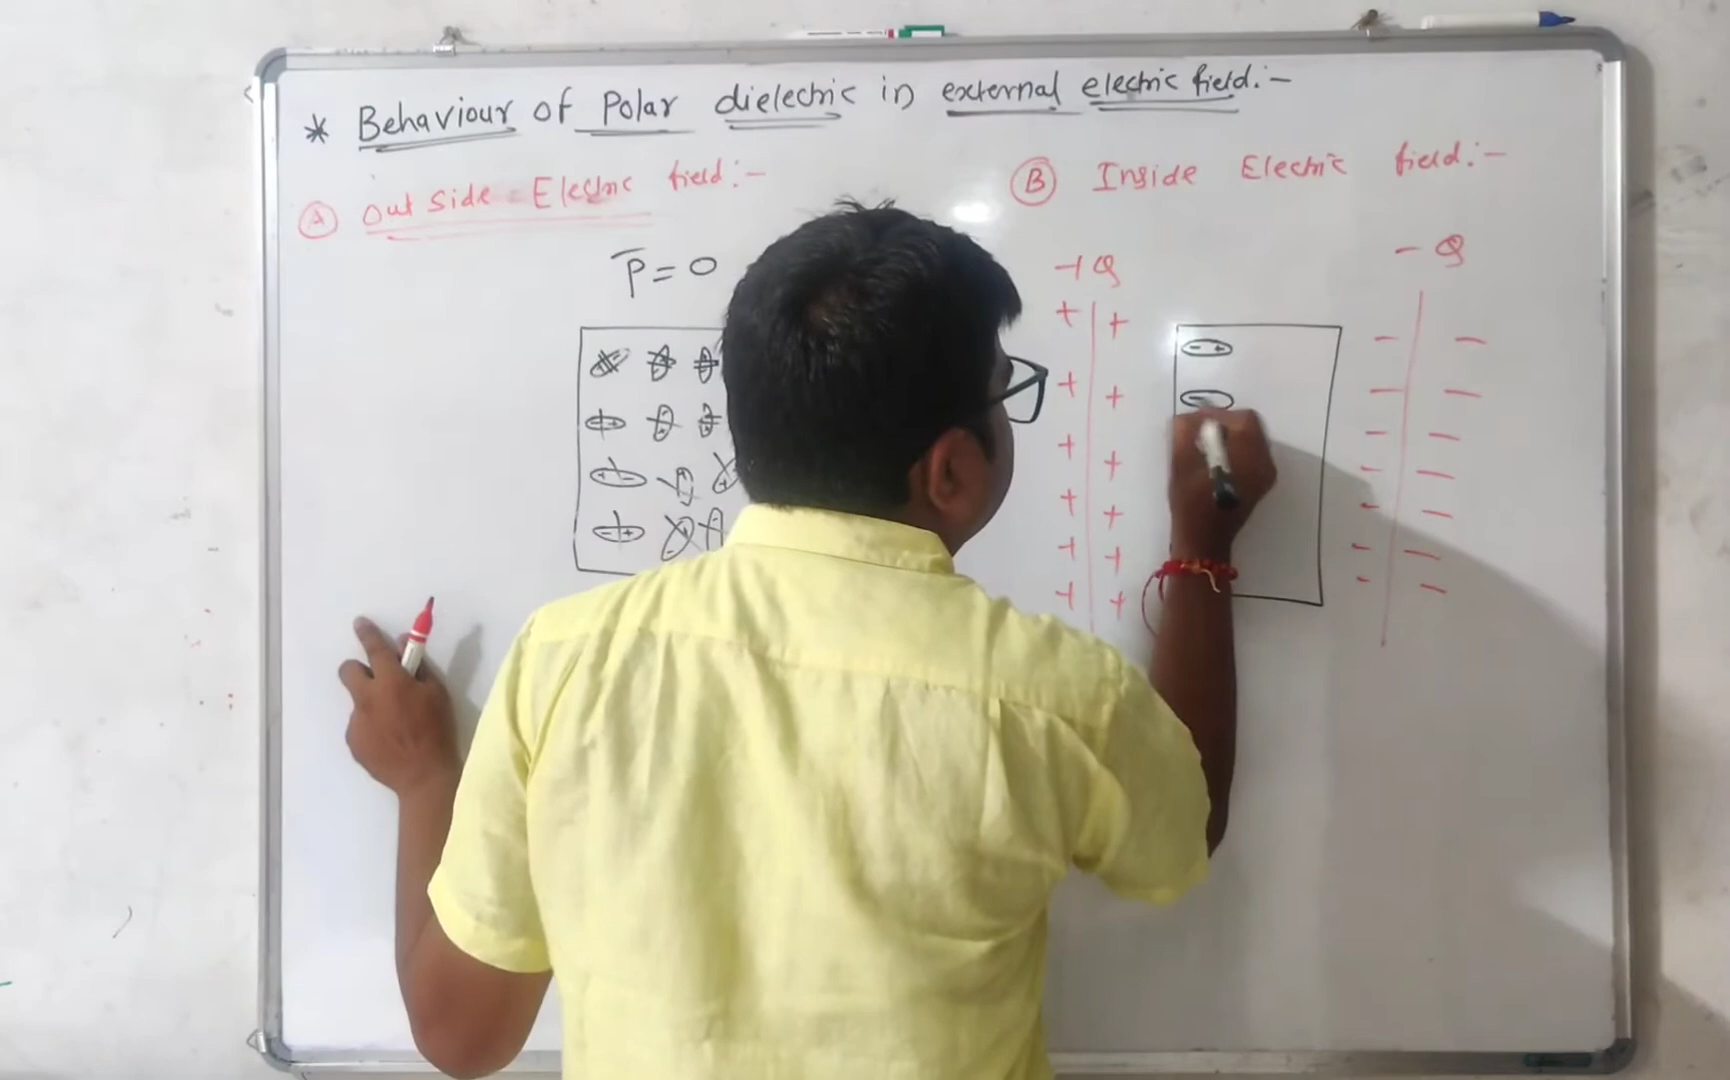 * Behaviour of Polar dielectric in external electric field:-
(A) Out side Electric field:-
(B) Inside Electric field:-
P̅ = 0
+Q
- Q
+ +
+ +
+ +
+ +
+ +
+ +
- -
- -
- -
- -
- -
- -
- -
- +
-